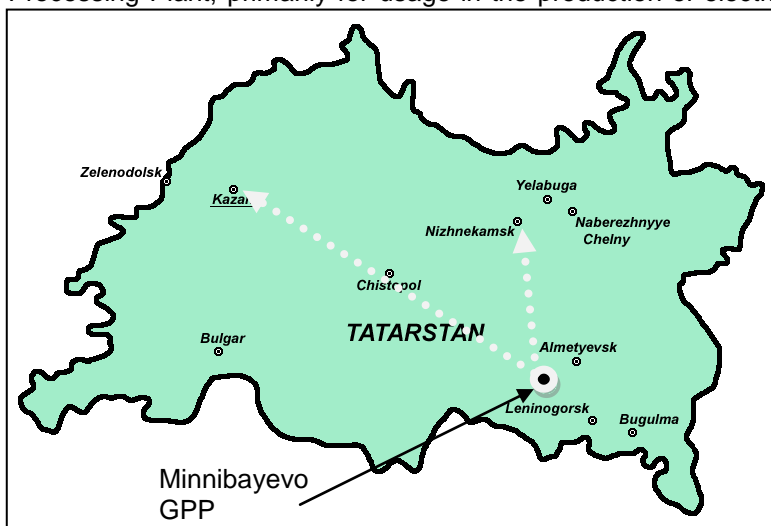 Processing Plant, primarily for usage in the production of electri
Zelenodolsk
Kazan
Yelabuga
Nizhnekamsk
Naberezhnyye
Chelny
Chistopol
TATARSTAN
Bulgar
Almetyevsk
Leninogorsk
Bugulma
Minnibayevo
GPP